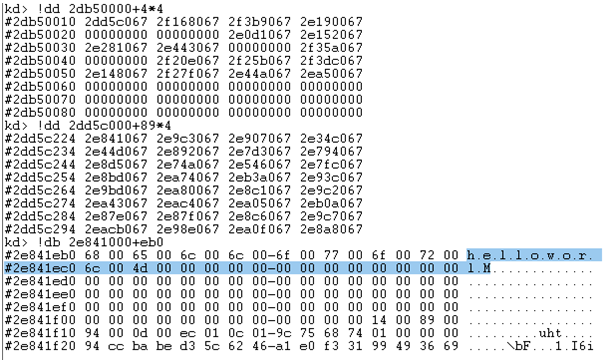 kd> !dd 2db50000+4*4
#2db50010 2dd5c067 2f168067 2f3b9067 2e190067
#2db50020 00000000 00000000 2e0d1067 2e152067
#2db50030 2e281067 2e443067 00000000 2f35a067
#2db50040 00000000 2f20e067 2f25b067 2f3dc067
#2db50050 2e148067 2f27f067 2e44a067 2ea50067
#2db50060 00000000 00000000 00000000 00000000
#2db50070 00000000 00000000 00000000 00000000
#2db50080 00000000 00000000 00000000 00000000
kd> !dd 2dd5c000+89*4
#2dd5c224 2e841067 2e9c3067 2e907067 2e34c067
#2dd5c234 2e44d067 2e892067 2e7d3067 2e794067
#2dd5c244 2e8d5067 2e74a067 2e546067 2e7fc067
#2dd5c254 2e8bd067 2ea74067 2eb3a067 2e93c067
#2dd5c264 2e9bd067 2ea80067 2e8c1067 2e9c2067
#2dd5c274 2ea43067 2eac4067 2ea05067 2eb0a067
#2dd5c284 2e87e067 2e87f067 2e8c6067 2e9c7067
#2dd5c294 2eacb067 2e98e067 2ea0f067 2e8a8067
kd> !db 2e841000+eb0
#2e841eb0 68 00 65 00 6c 00 6c 00-6f 00 77 00 6f 00 72 00 h.e.l.l.o.w.o.r.
#2e841ec0 6c 00 4d 00 00 00 00 00-00 00 00 00 00 00 00 00 l.M.............
#2e841ed0 00 00 00 00 00 00 00 00-00 00 00 00 00 00 00 00 ................
#2e841ee0 00 00 00 00 00 00 00 00-00 00 00 00 00 00 00 00 ................
#2e841ef0 00 00 00 00 00 00 00 00-00 00 00 00 00 00 00 00 ................
#2e841f00 00 00 00 00 00 00 00 00-00 00 00 00 14 00 89 00 ................
#2e841f10 94 00 0d 00 ec 01 0c 01-9c 75 68 74 01 00 00 00 .........uht....
#2e841f20 94 cc ba be d3 5c 62 46-a1 e0 f3 31 99 49 36 69 .....\bF...1.I6i